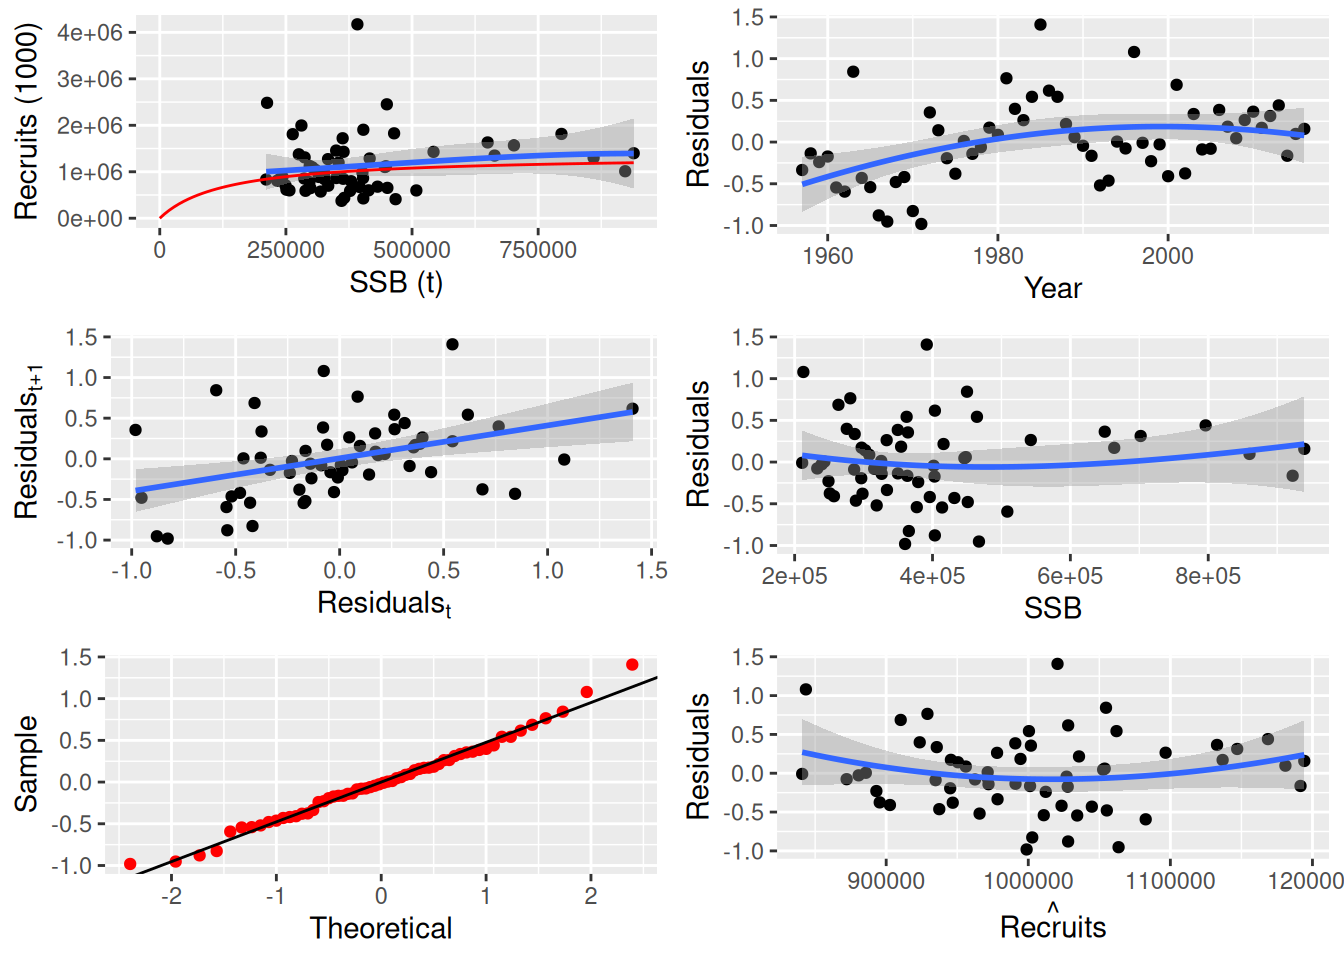 Recruits (1000)
4e+06
3e+06
2e+06
1e+06
0e+00
0 250000 500000 750000
SSB (t)
Residuals
1.5
1.0
0.5
0.0
-0.5
-1.0
1960 1980 2000
Year
Residualst+1
1.5
1.0
0.5
0.0
-0.5
-1.0
-1.0 -0.5 0.0 0.5 1.0 1.5
Residualst
Residuals
1.5
1.0
0.5
0.0
-0.5
-1.0
2e+05 4e+05 6e+05 8e+05
SSB
Sample
1.5
1.0
0.5
0.0
-0.5
-1.0
-2 -1 0 1 2
Theoretical
Residuals
1.5
1.0
0.5
0.0
-0.5
-1.0
900000 1000000 1100000 120000
^
Recruits